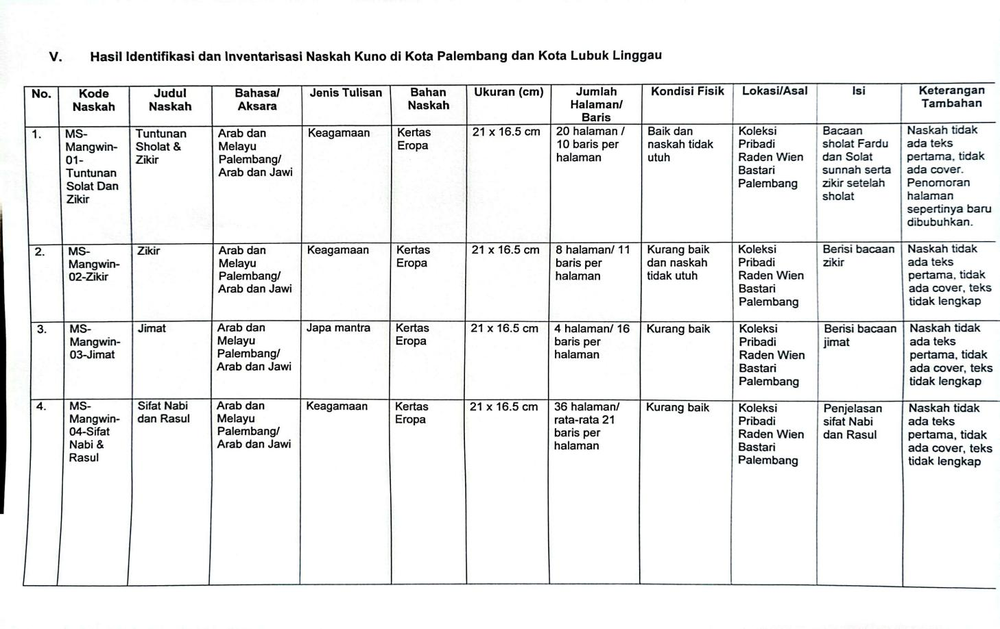 V. Hasil Identifikasi dan Inventarisasi Naskah Kuno di Kota Palembang dan Kota Lubuk Linggau
No.
Kode
Naskah
Judul
Naskah
Bahasa/
Aksara
Jenis Tulisan
Bahan
Naskah
Ukuran (cm)
Jumlah
Halaman/
Baris
Kondisi Fisik
Lokasi/Asal
Isi
Keterangan
Tambahan
1.
MS-
Mangwin-
01-
Tuntunan
Solat Dan
Zikir
Tuntunan
Sholat &
Zikir
Arab dan
Melayu
Palembang/
Arab dan Jawi
Keagamaan
Kertas
Eropa
21 x 16.5 cm
20 halaman /
10 baris per
halaman
Baik dan
naskah tidak
utuh
Koleksi
Pribadi
Raden Wien
Bastari
Palembang
Bacaan
sholat Fardu
dan Solat
sunnah serta
zikir setelah
sholat
Naskah tidak
ada teks
pertama, tidak
ada cover.
Penomoran
halaman
sepertinya baru
dibubuhkan.
2.
MS-
Mangwin-
02-Zikir
Zikir
Arab dan
Melayu
Palembang/
Arab dan Jawi
Keagamaan
Kertas
Eropa
21 x 16.5 cm
8 halaman/ 11
baris per
halaman
Kurang baik
dan naskah
tidak utuh
Koleksi
Pribadi
Raden Wien
Bastari
Palembang
Berisi bacaan
zikir
Naskah tidak
ada teks
pertama, tidak
ada cover, teks
tidak lengkap
3.
MS-
Mangwin-
03-Jimat
Jimat
Arab dan
Melayu
Palembang/
Arab dan Jawi
Japa mantra
Kertas
Eropa
21 x 16.5 cm
4 halaman/ 16
baris per
halaman
Kurang baik
Koleksi
Pribadi
Raden Wien
Bastari
Palembang
Berisi bacaan
jimat
Naskah tidak
ada teks
pertama, tidak
ada cover, teks
tidak lengkap
4.
MS-
Mangwin-
04-Sifat
Nabi &
Rasul
Sifat Nabi
dan Rasul
Arab dan
Melayu
Palembang/
Arab dan Jawi
Keagamaan
Kertas
Eropa
21 x 16.5 cm
36 halaman/
rata-rata 21
baris per
halaman
Kurang baik
Koleksi
Pribadi
Raden Wien
Bastari
Palembang
Penjelasan
sifat Nabi
dan Rasul
Naskah tidak
ada teks
pertama, tidak
ada cover, teks
tidak lengkap